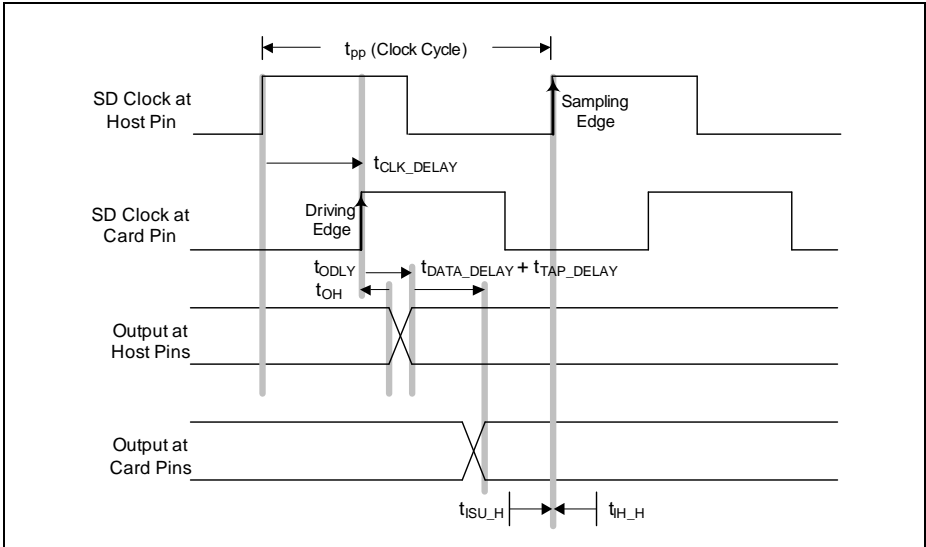 tpp (Clock Cycle)
SD Clock at
Host Pin
Sampling
Edge
tCLK_DELAY
SD Clock at
Card Pin
Driving
Edge
tODLY
tDATA_DELAY + tTAP_DELAY
tOH
Output at
Host Pins
Output at
Card Pins
tISU_H
tIH_H